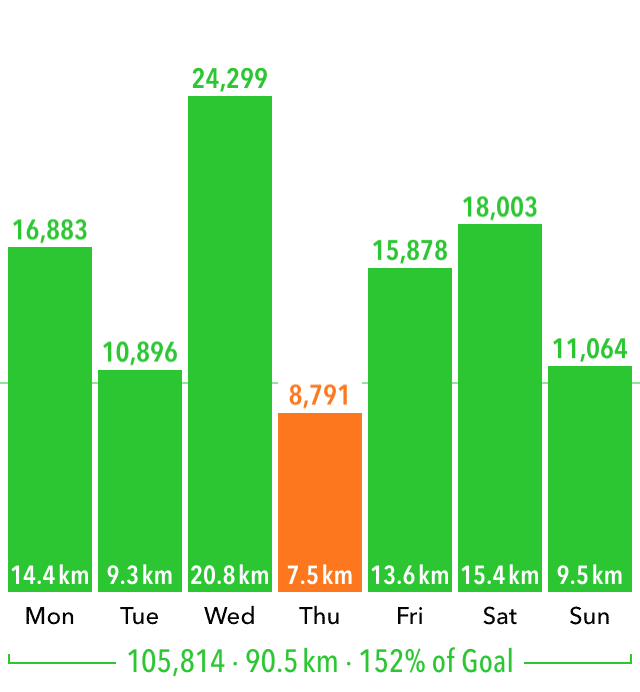 24,299
18,003
16,883
15,878
11,064
10,896
8,791
14.4 km 9.3 km 20.8 km 7.5 km 13.6 km 15.4 km 9.5 km
Mon Tue Wed Thu Fri Sat Sun
105,814 · 90.5 km · 152% of Goal